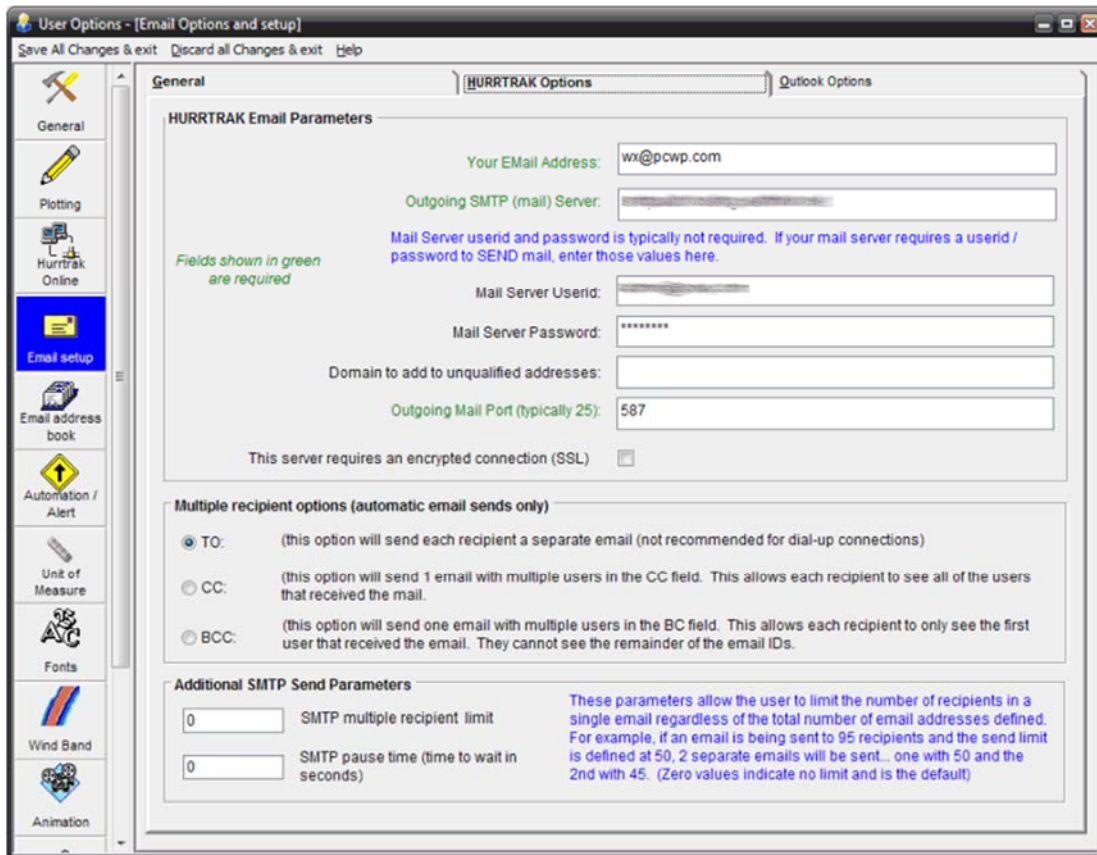 User Options - [Email Options and setup]
Save All Changes & exit Discard all Changes & exit Help
General
Plotting
Hurrtrak
Online
Email setup
Email address
book
Automation /
Alert
Unit of
Measure
Fonts
Wind Band
Animation
General
HURRTRAK Options
Outlook Options
HURRTRAK Email Parameters
Your EMail Address:
wx@pcwp.com
Outgoing SMTP (mail) Server:
Mail Server userid and password is typically not required. If your mail server requires a userid /
password to SEND mail, enter those values here.
Fields shown in green
are required
Mail Server Userid:
Mail Server Password:
********
Domain to add to unqualified addresses:
Outgoing Mail Port (typically 25):
587
This server requires an encrypted connection (SSL)
Multiple recipient options (automatic email sends only)
TO:
(this option will send each recipient a separate email (not recommended for dial-up connections)
CC:
(this option will send 1 email with multiple users in the CC field. This allows each recipient to see all of the users
that received the mail.
BCC:
(this option will send one email with multiple users in the BC field. This allows each recipient to only see the first
user that received the email. They cannot see the remainder of the email IDs.
Additional SMTP Send Parameters
0
SMTP multiple recipient limit
0
SMTP pause time (time to wait in
seconds)
These parameters allow the user to limit the number of recipients in a
single email regardless of the total number of email addresses defined.
For example, if an email is being sent to 95 recipients and the send limit
is defined at 50, 2 separate emails will be sent... one with 50 and the
2nd with 45. (Zero values indicate no limit and is the default)